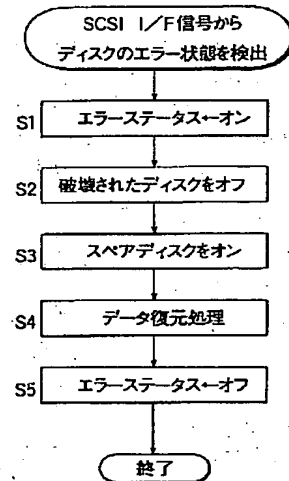 SCSI I/F信号から
ディスクのエラー状態を検出
S1 エラーステータス←オン
S2 破壊されたディスクをオフ
S3 スペアディスクをオン
S4 データ復元処理
S5 エラーステータス←オフ
終了